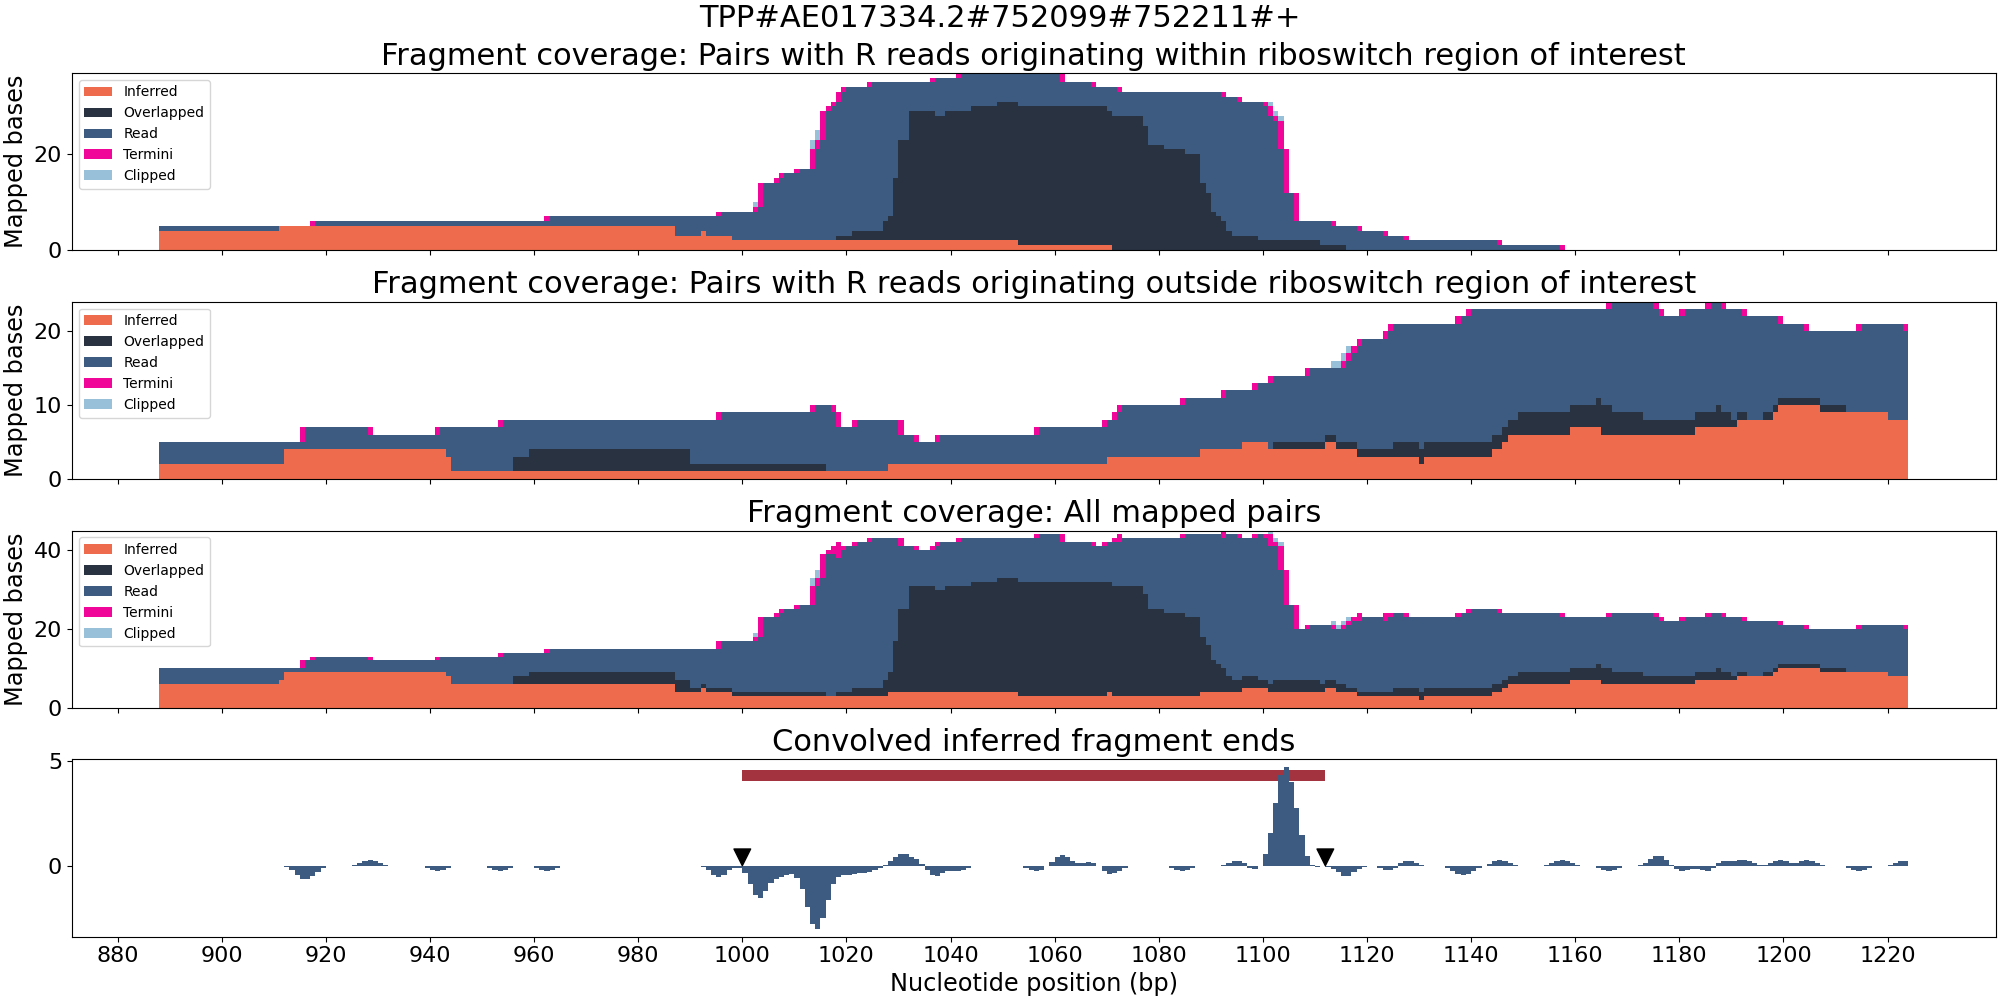 TPP#AE017334.2#752099#752211#+
Fragment coverage: Pairs with R reads originating within riboswitch region of interest
Mapped bases
20
0
Inferred
Overlapped
Read
Termini
Clipped
Fragment coverage: Pairs with R reads originating outside riboswitch region of interest
Mapped bases
20
10
0
Inferred
Overlapped
Read
Termini
Clipped
Fragment coverage: All mapped pairs
Mapped bases
40
20
0
Inferred
Overlapped
Read
Termini
Clipped
Convolved inferred fragment ends
5
0
880 900 920 940 960 980 1000 1020 1040 1060 1080 1100 1120 1140 1160 1180 1200 1220
Nucleotide position (bp)